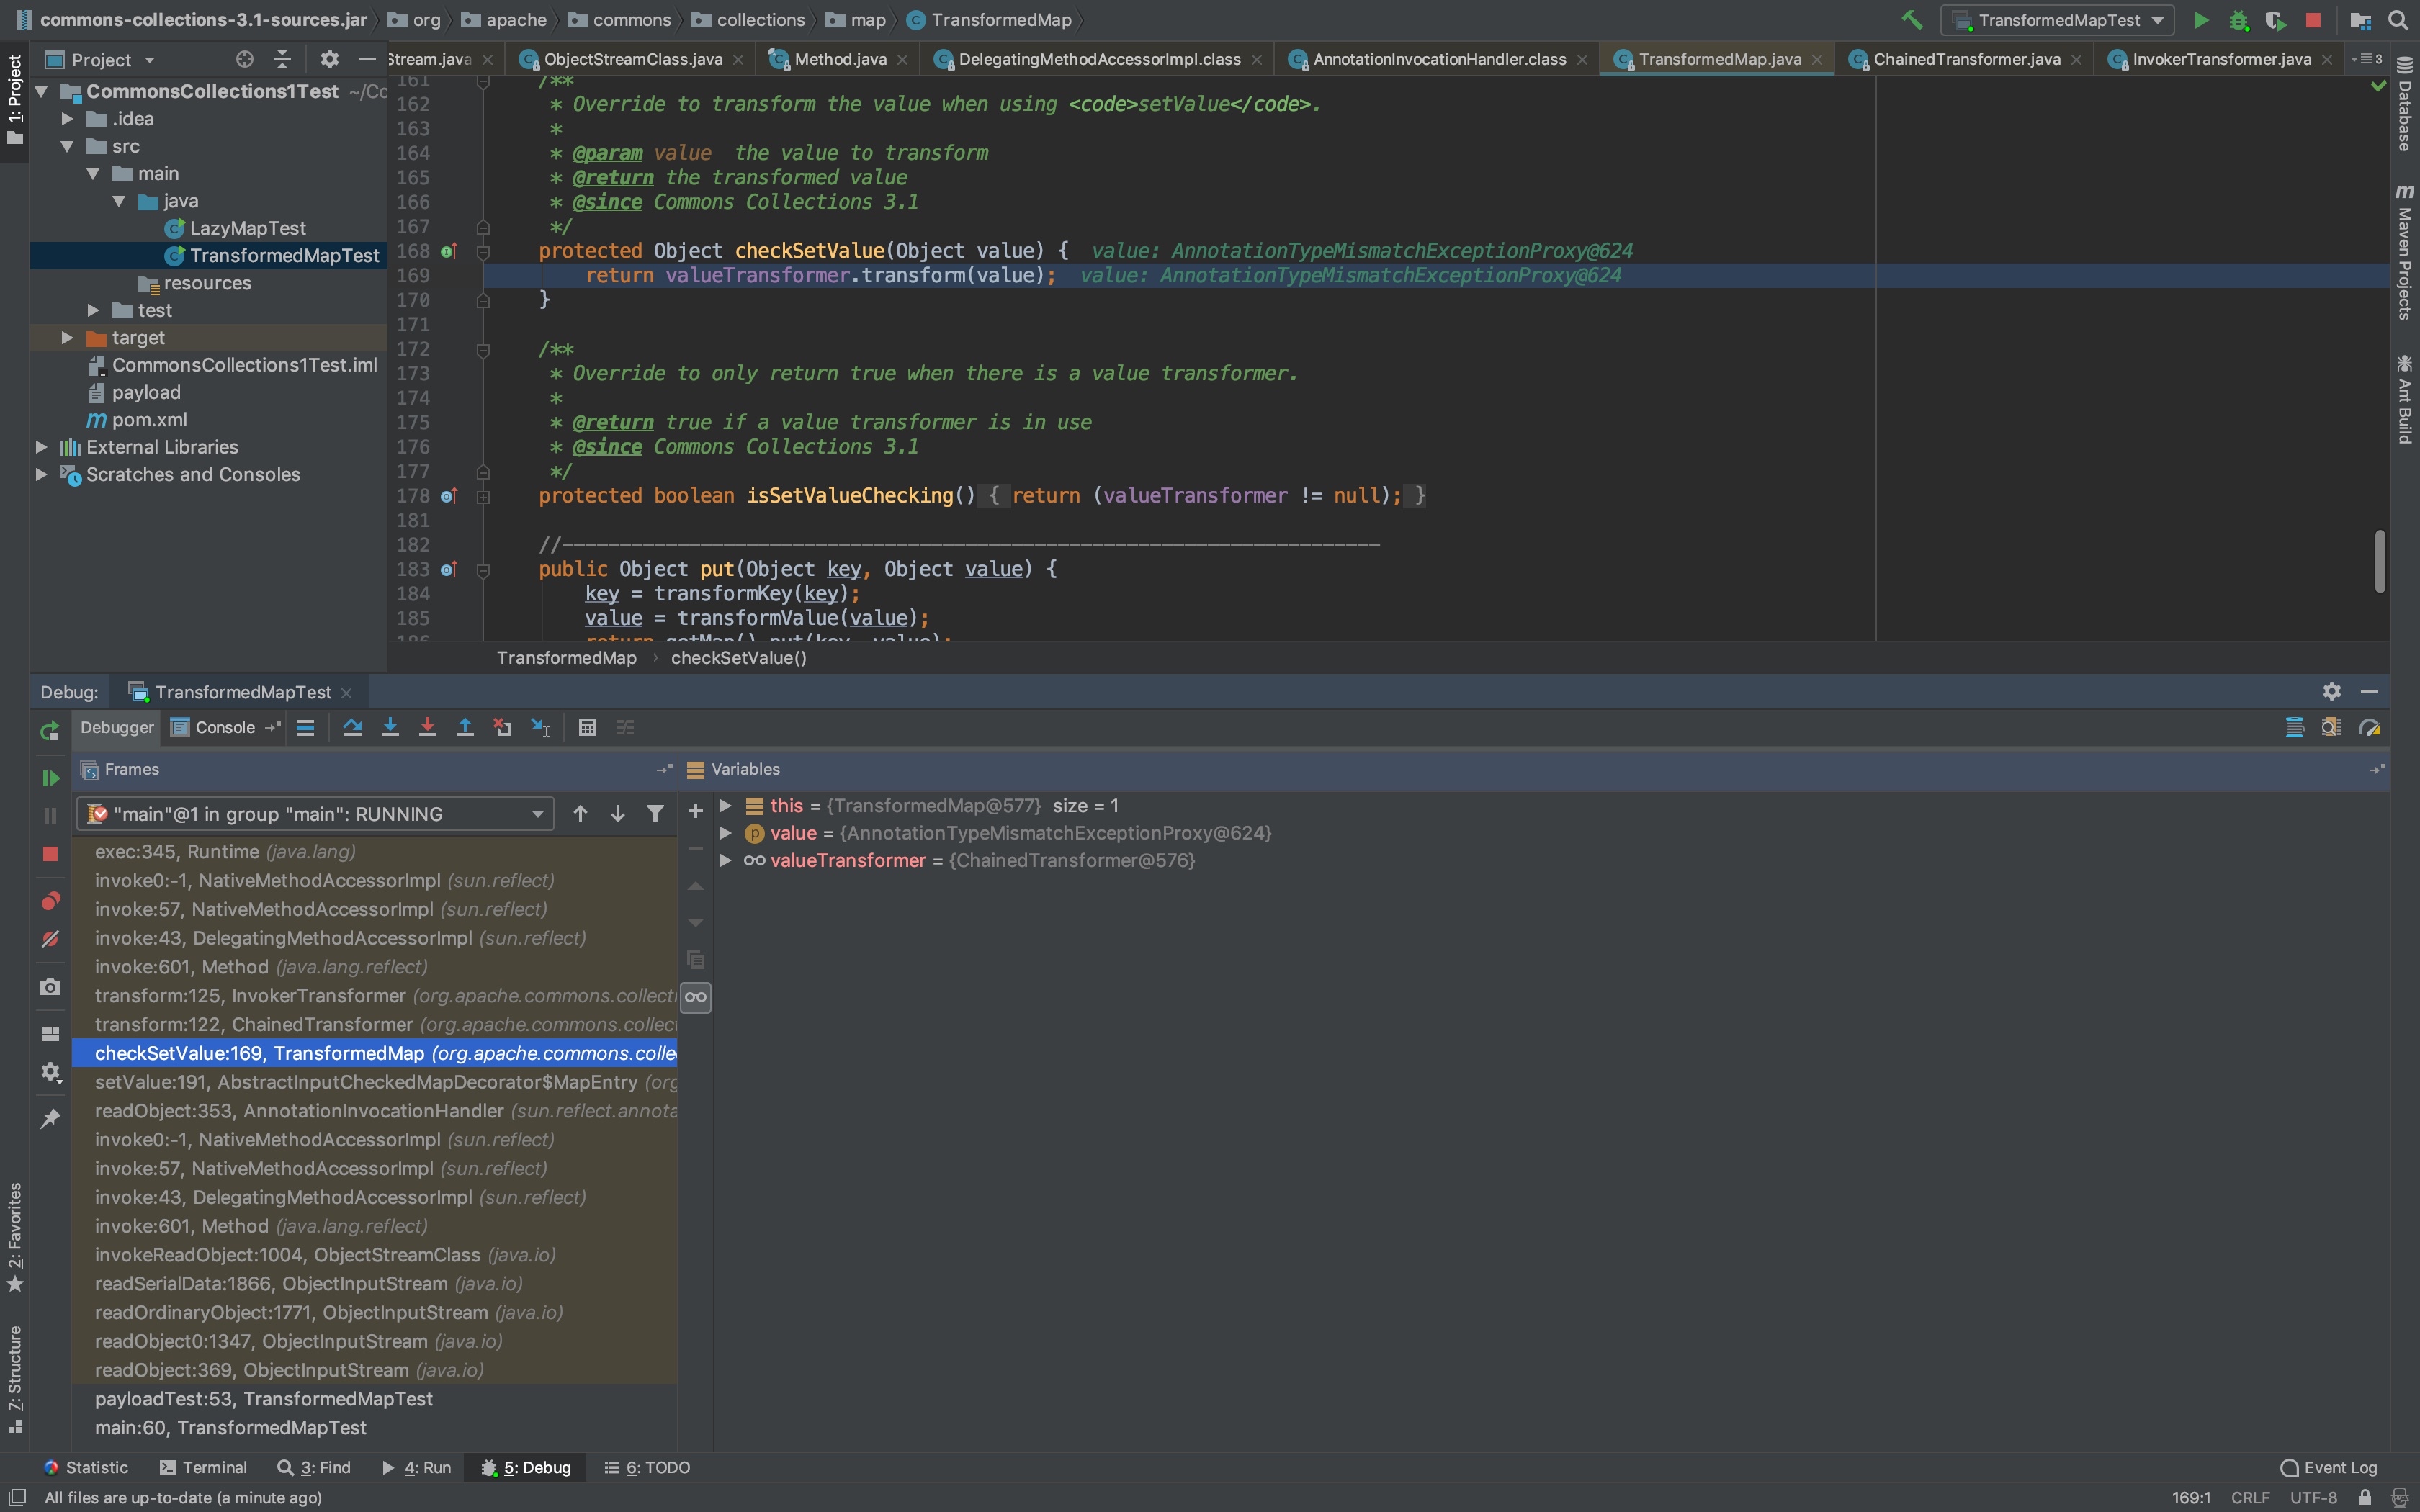 commons-collections-3.1-sources.jar org apache commons collections map TransformedMap TransformedMapTest
1: Project
Project
Stream.java ObjectStreamClass.java Method.java DelegatingMethodAccessorImpl.class AnnotationInvocationHandler.class TransformedMap.java ChainedTransformer.java InvokerTransformer.java 3
CommonsCollections1Test ~/Co
.idea
src
main
java
LazyMapTest
TransformedMapTest
resources
test
target
CommonsCollections1Test.iml
payload
pom.xml
External Libraries
Scratches and Consoles
161 /**
162 * Override to transform the value when using <code>setValue</code>.
163 *
164 * @param value the value to transform
165 * @return the transformed value
166 * @since Commons Collections 3.1
167 */
168 protected Object checkSetValue(Object value) { value: AnnotationTypeMismatchExceptionProxy@624
169 return valueTransformer.transform(value); value: AnnotationTypeMismatchExceptionProxy@624
170 }
171
172 /**
173 * Override to only return true when there is a value transformer.
174 *
175 * @return true if a value transformer is in use
176 * @since Commons Collections 3.1
177 */
178 protected boolean isSetValueChecking() { return (valueTransformer != null); }
181
182 //-----------------------------------------------------------------------
183 public Object put(Object key, Object value) {
184 key = transformKey(key);
185 value = transformValue(value);
186 return getMap().put(key, value);
TransformedMap › checkSetValue()
Database
Maven Projects
Ant Build
Debug: TransformedMapTest
Debugger Console
Frames
Variables
"main"@1 in group "main": RUNNING
exec:345, Runtime (java.lang)
invoke0:-1, NativeMethodAccessorImpl (sun.reflect)
invoke:57, NativeMethodAccessorImpl (sun.reflect)
invoke:43, DelegatingMethodAccessorImpl (sun.reflect)
invoke:601, Method (java.lang.reflect)
transform:125, InvokerTransformer (org.apache.commons.collecti
transform:122, ChainedTransformer (org.apache.commons.collec
checkSetValue:169, TransformedMap (org.apache.commons.colle
setValue:191, AbstractInputCheckedMapDecorator$MapEntry (org
readObject:353, AnnotationInvocationHandler (sun.reflect.annota
invoke0:-1, NativeMethodAccessorImpl (sun.reflect)
invoke:57, NativeMethodAccessorImpl (sun.reflect)
invoke:43, DelegatingMethodAccessorImpl (sun.reflect)
invoke:601, Method (java.lang.reflect)
invokeReadObject:1004, ObjectStreamClass (java.io)
readSerialData:1866, ObjectInputStream (java.io)
readOrdinaryObject:1771, ObjectInputStream (java.io)
readObject0:1347, ObjectInputStream (java.io)
readObject:369, ObjectInputStream (java.io)
payloadTest:53, TransformedMapTest
main:60, TransformedMapTest
this = {TransformedMap@577} size = 1
value = {AnnotationTypeMismatchExceptionProxy@624}
valueTransformer = {ChainedTransformer@576}
2: Favorites
7: Structure
Statistic Terminal 3: Find 4: Run 5: Debug 6: TODO Event Log
All files are up-to-date (a minute ago) 169:1 CRLF UTF-8